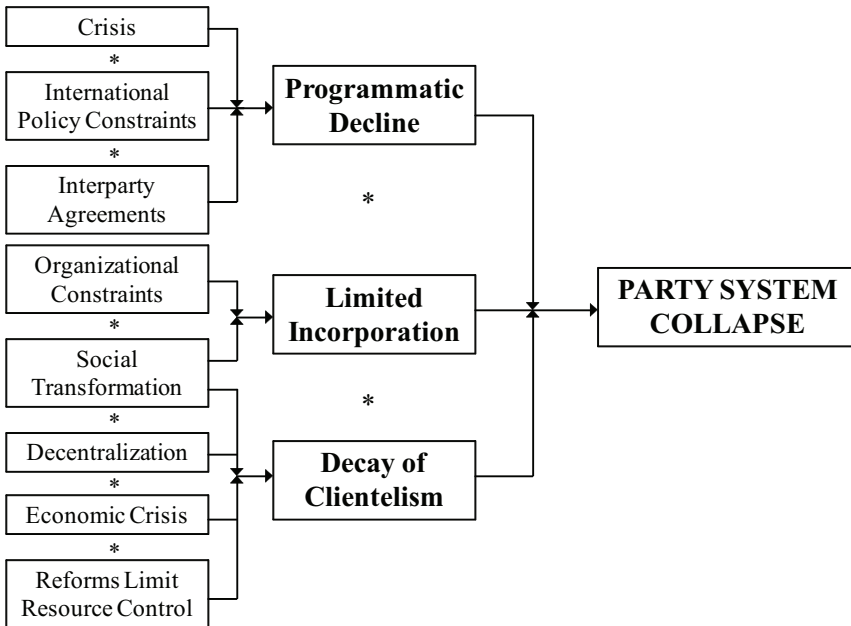 Crisis
*
International
Policy Constraints
*
Interparty
Agreements
Organizational
Constraints
*
Social
Transformation
*
Decentralization
*
Economic Crisis
*
Reforms Limit
Resource Control
Programmatic
Decline
*
Limited
Incorporation
*
Decay of
Clientelism
PARTY SYSTEM
COLLAPSE